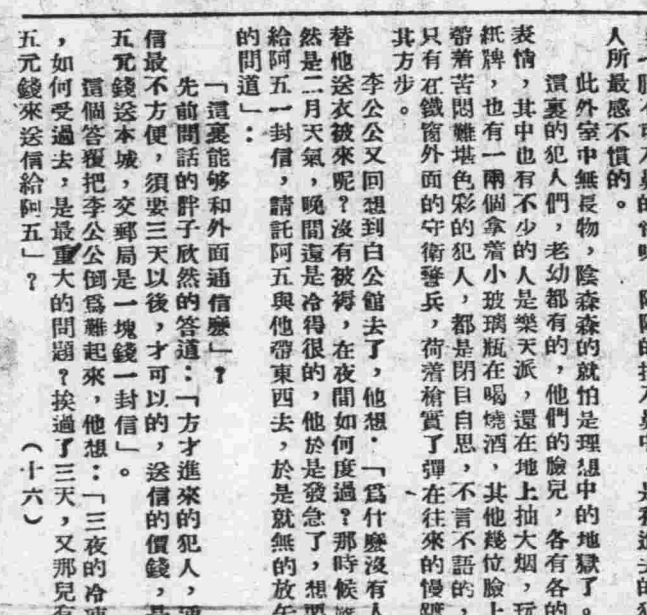 人所最感不慣的。
此外室中無長物，陰森森的就怕是理想中的地獄了。
這裏的犯人們，老幼都有的，他們的臉兒，各有各的
表情，其中也有不少的人是樂天派，還在地上抽大烟，玩
紙牌，也有一兩個拿着小玻璃瓶在喝燒酒，其他幾位臉上
帶着苦悶難堪色彩的犯人，都是閉目自思，不言不語的，
只有在鐵窗外面的守衛警兵，荷着槍實了彈在往來的慢踱
其方步。
李公公又回想到白公館去了，他想：「爲什麼沒有人
替他送衣被來呢？沒有被褥，在夜間如何度過？那時候
然是二月天氣，晚間還是冷得很的，他於是發急了，想要
給阿五一封信，請託阿五與他帶東西去，於是就無的放矢
的問道」：
「這裏能够和外面通信麼」？
先前問話的胖子欣然的答道：「方才進來的犯人，通
信最不方便，須要三天以後，才可以的，送信的價錢，
五元錢送本城，交郵局是一塊錢一封信」。
這個答覆把李公公倒爲難起來，他想：「三夜的冷凍
，如何受過去，是最重大的問題？挨過了三天，又那兒有
五元錢來送信給阿五」？
（十六）